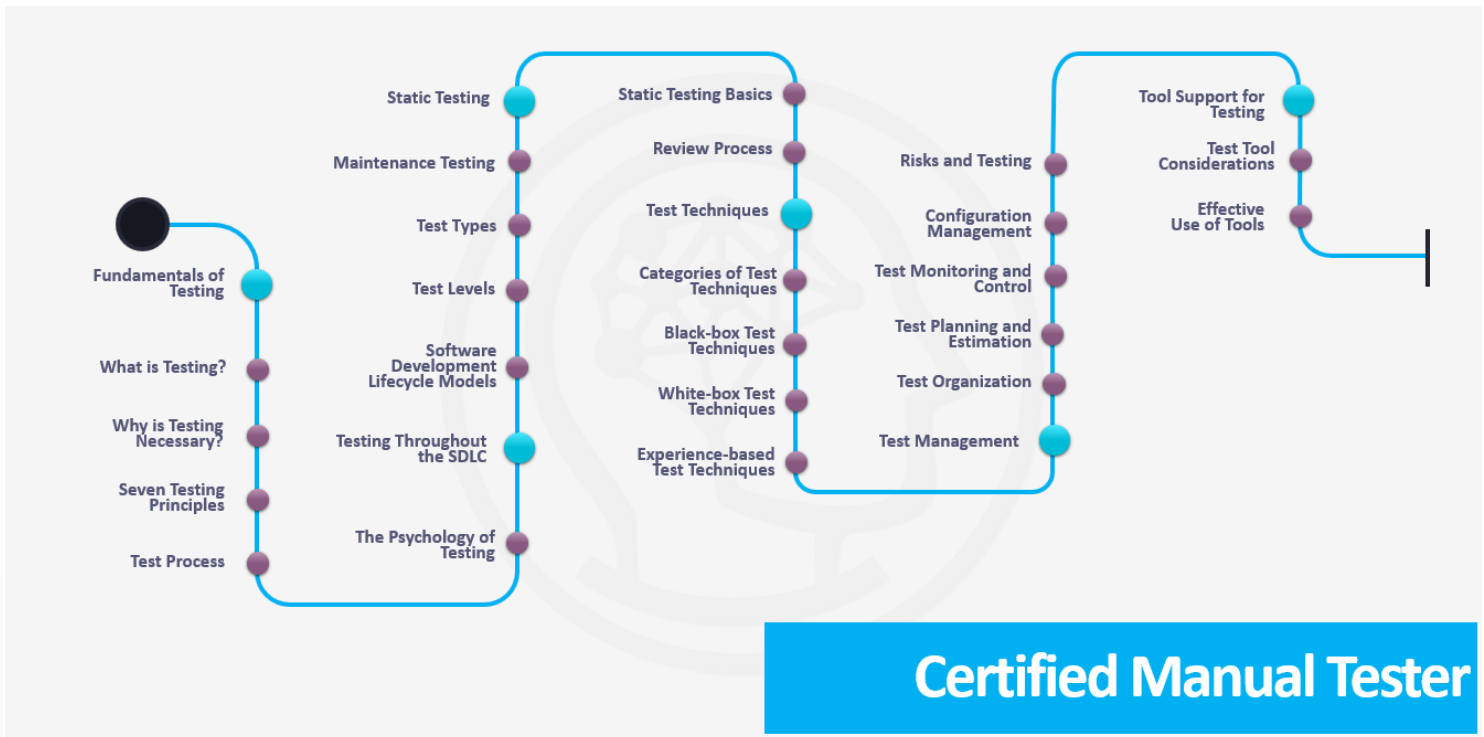 Fundamentals of
Testing
What is Testing?
Why is Testing
Necessary?
Seven Testing
Principles
Test Process
Static Testing
Maintenance Testing
Test Types
Test Levels
Software
Development
Lifecycle Models
Testing Throughout
the SDLC
The Psychology of
Testing
Static Testing Basics
Review Process
Test Techniques
Categories of Test
Techniques
Black-box Test
Techniques
White-box Test
Techniques
Experience-based
Test Techniques
Risks and Testing
Configuration
Management
Test Monitoring and
Control
Test Planning and
Estimation
Test Organization
Test Management
Tool Support for
Testing
Test Tool
Considerations
Effective
Use of Tools
Certified Manual Tester